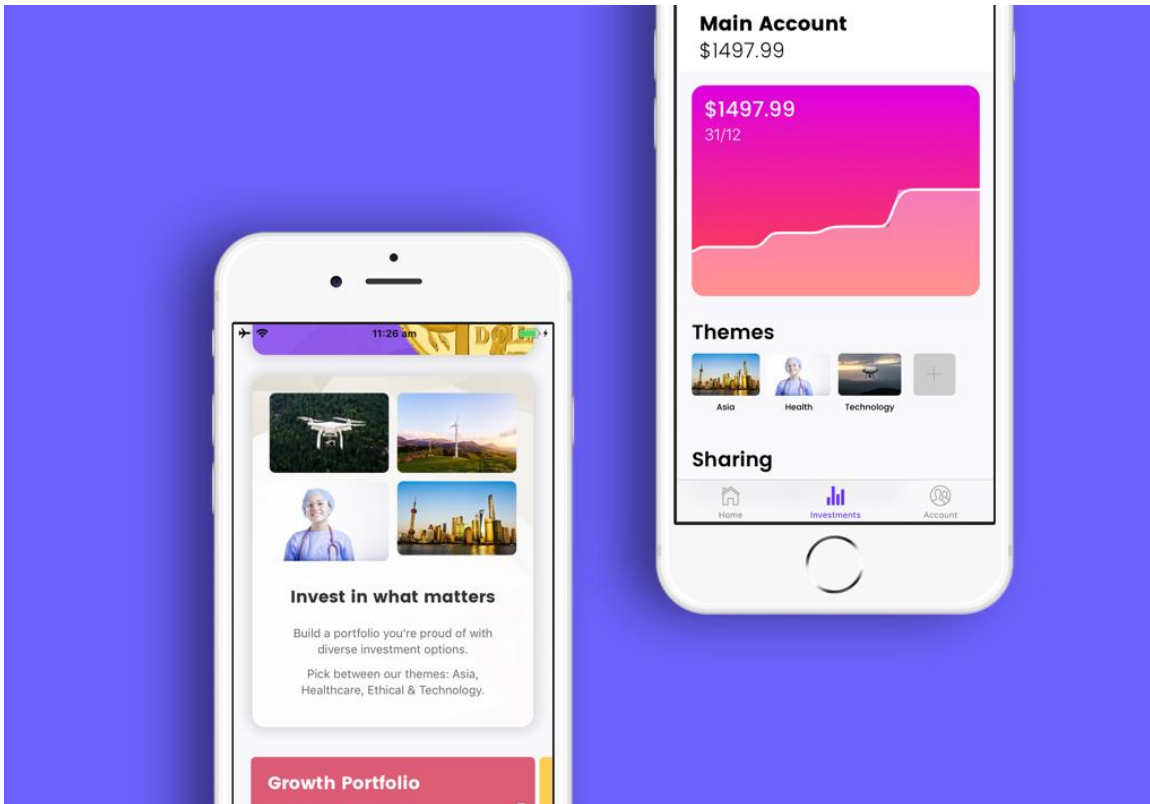 11:26 am
DOLL
Invest in what matters
Build a portfolio you're proud of with
diverse investment options.
Pick between our themes: Asia,
Healthcare, Ethical & Technology.
Growth Portfolio
Main Account
$1497.99
$1497.99
31/12
Themes
Asia
Health
Technology
+
Sharing
Home
Investments
Account